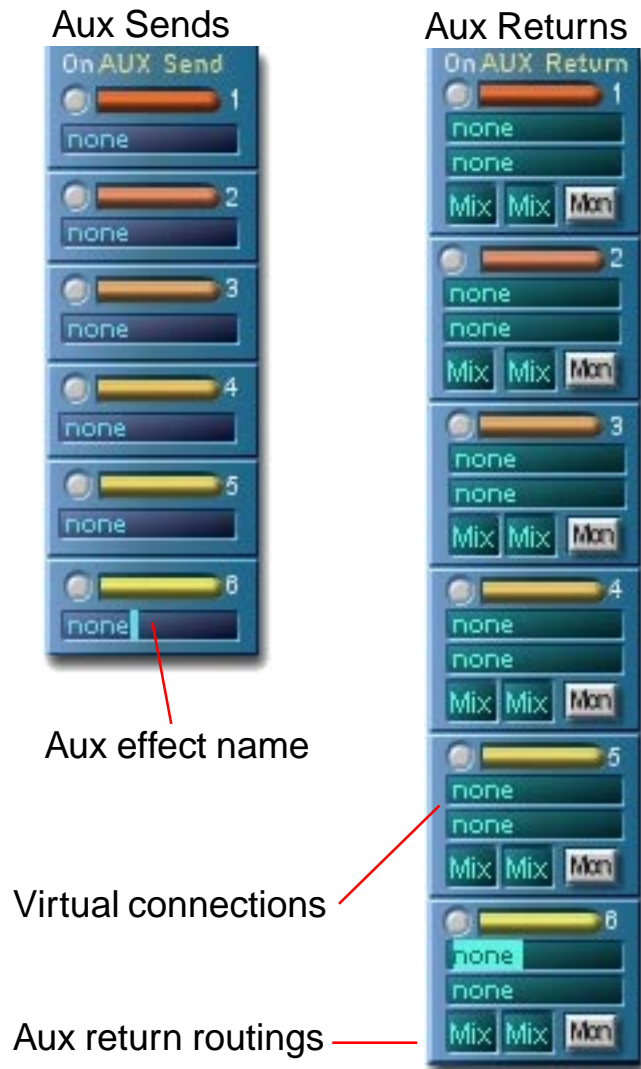 Aux Sends
On AUX Send
1
none
2
none
3
none
4
none
5
none
6
none
Aux effect name
Virtual connections
Aux return routings
Aux Returns
On AUX Return
1
none
none
Mix Mix Mon
2
none
none
Mix Mix Mon
3
none
none
Mix Mix Mon
4
none
none
Mix Mix Mon
5
none
none
Mix Mix Mon
6
none
none
Mix Mix Mon